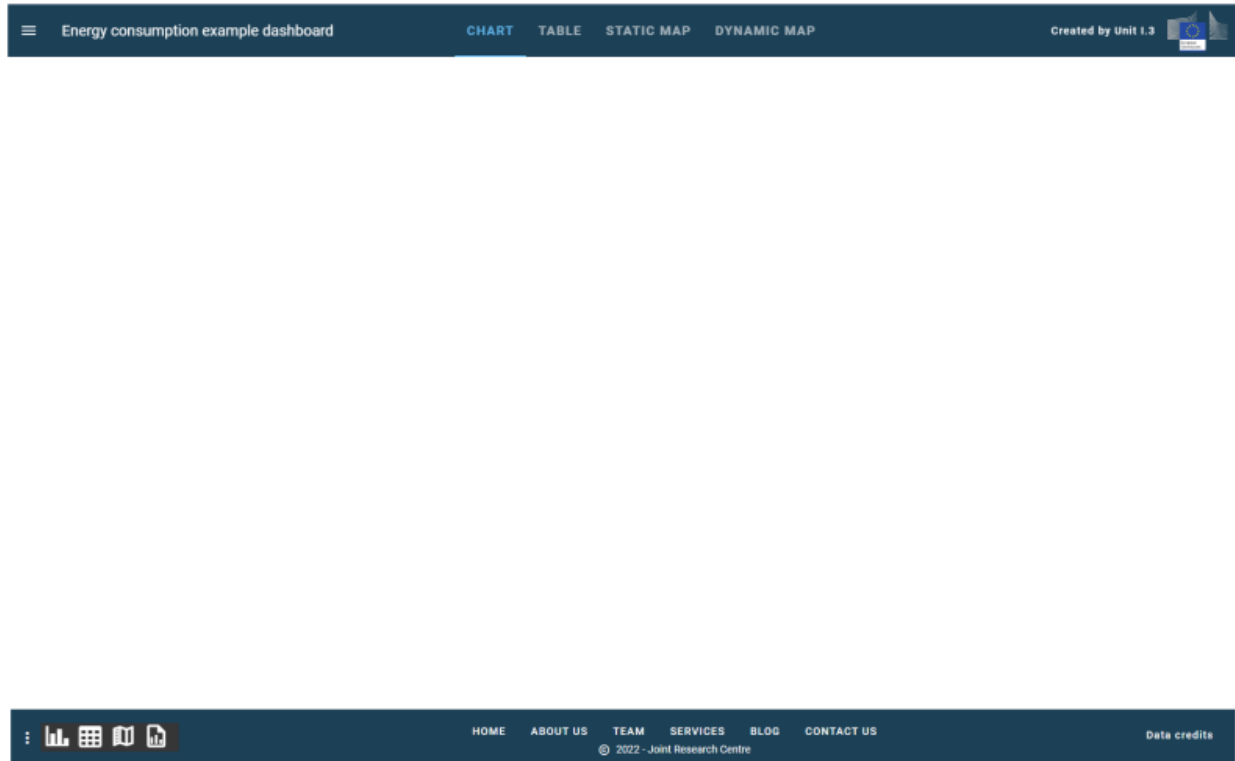 Energy consumption example dashboard CHART TABLE STATIC MAP DYNAMIC MAP Created by Unit I.3
HOME ABOUT US TEAM SERVICES BLOG CONTACT US
© 2022 - Joint Research Centre
Data credits